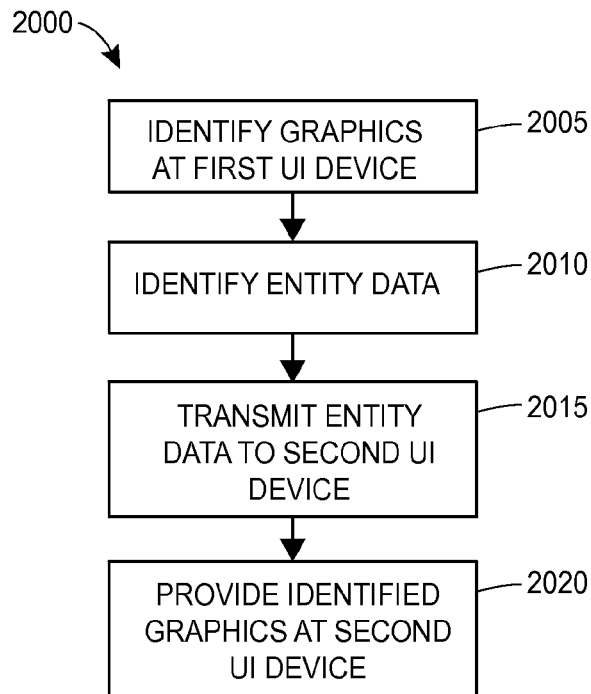 2000
IDENTIFY GRAPHICS
AT FIRST UI DEVICE
2005
IDENTIFY ENTITY DATA
2010
TRANSMIT ENTITY
DATA TO SECOND UI
DEVICE
2015
PROVIDE IDENTIFIED
GRAPHICS AT SECOND
UI DEVICE
2020